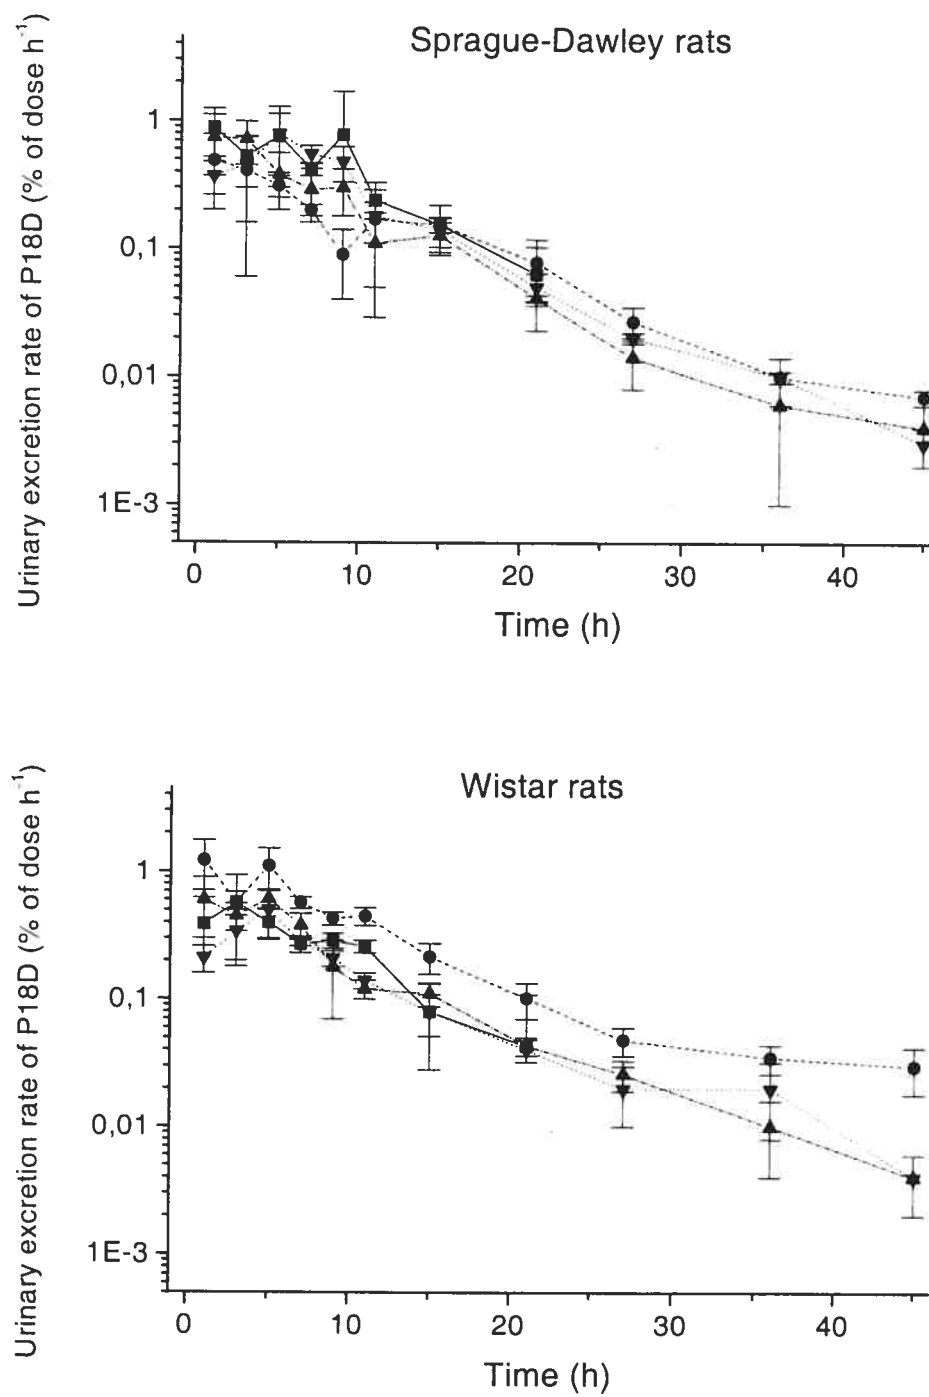 Sprague-Dawley rats
Urinary excretion rate of P18D (% of dose h⁻¹)
1
0,1
0,01
1E-3
0 10 20 30 40
Time (h)
Wistar rats
Urinary excretion rate of P18D (% of dose h⁻¹)
1
0,1
0,01
1E-3
0 10 20 30 40
Time (h)